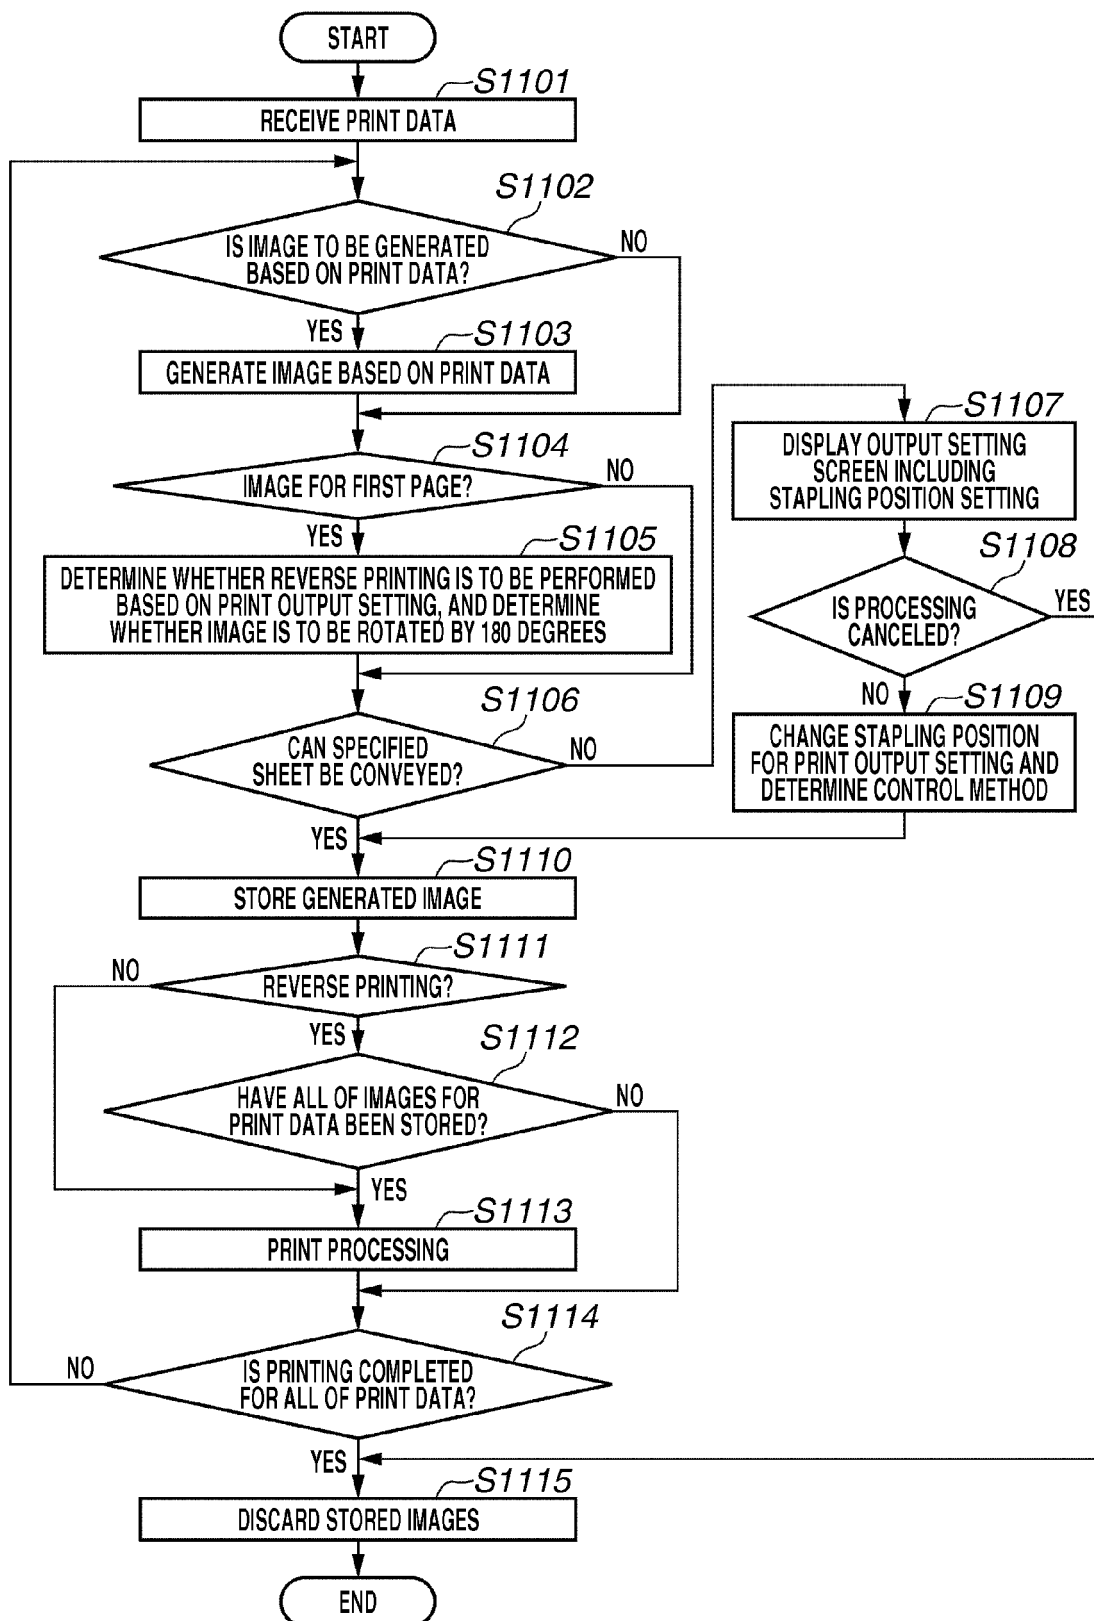 START
S1101
RECEIVE PRINT DATA
S1102
IS IMAGE TO BE GENERATED
BASED ON PRINT DATA?
NO
YES
S1103
GENERATE IMAGE BASED ON PRINT DATA
S1104
IMAGE FOR FIRST PAGE?
NO
YES
S1105
DETERMINE WHETHER REVERSE PRINTING IS TO BE PERFORMED
BASED ON PRINT OUTPUT SETTING, AND DETERMINE
WHETHER IMAGE IS TO BE ROTATED BY 180 DEGREES
S1106
CAN SPECIFIED
SHEET BE CONVEYED?
NO
YES
S1107
DISPLAY OUTPUT SETTING
SCREEN INCLUDING
STAPLING POSITION SETTING
S1108
IS PROCESSING
CANCELED?
YES
NO
S1109
CHANGE STAPLING POSITION
FOR PRINT OUTPUT SETTING AND
DETERMINE CONTROL METHOD
S1110
STORE GENERATED IMAGE
S1111
REVERSE PRINTING?
NO
YES
S1112
HAVE ALL OF IMAGES FOR
PRINT DATA BEEN STORED?
NO
YES
S1113
PRINT PROCESSING
S1114
IS PRINTING COMPLETED
FOR ALL OF PRINT DATA?
NO
YES
S1115
DISCARD STORED IMAGES
END